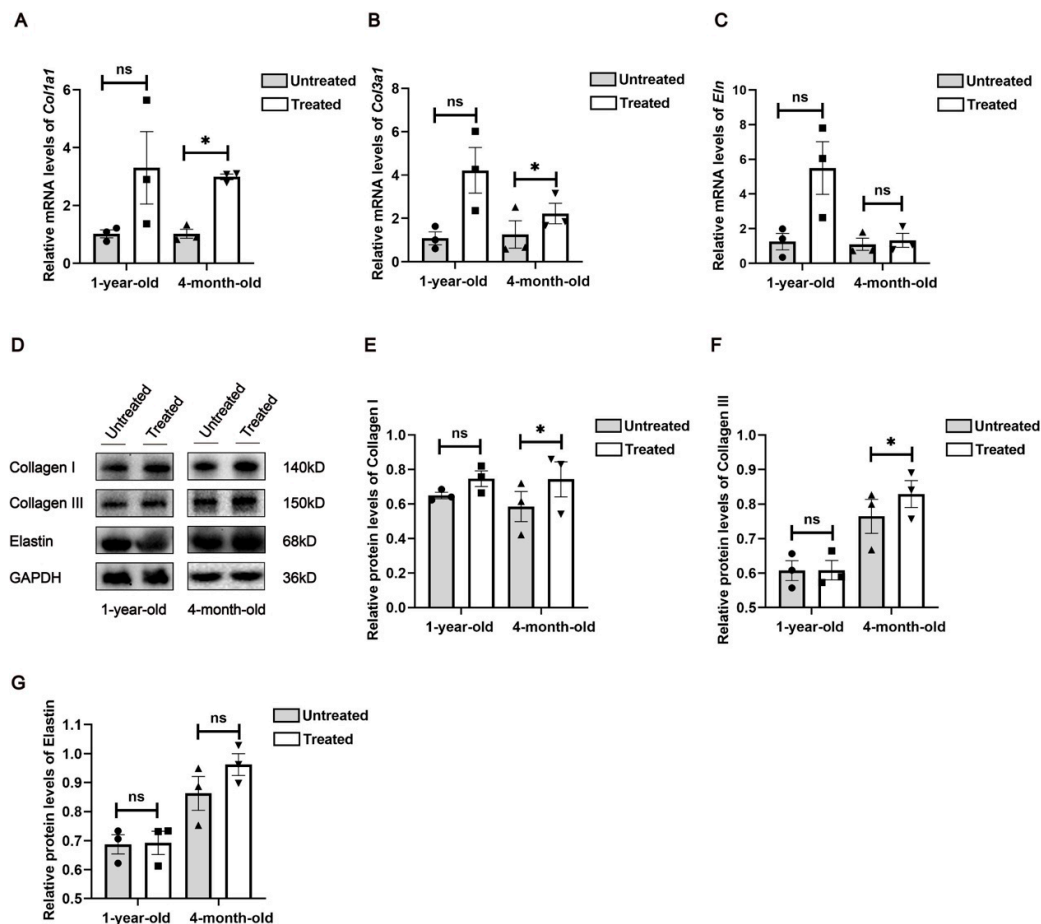 A
Relative mRNA levels of Col1a1
6
4
2
0
ns
*
1-year-old
4-month-old
Untreated
Treated
B
Relative mRNA levels of Col3a1
8
6
4
2
0
ns
*
1-year-old
4-month-old
Untreated
Treated
C
Relative mRNA levels of Eln
10
8
6
4
2
0
ns
ns
1-year-old
4-month-old
Untreated
Treated
D
Untreated
Treated
Untreated
Treated
Collagen I 140kD
Collagen III 150kD
Elastin 68kD
GAPDH 36kD
1-year-old 4-month-old
E
Relative protein levels of Collagen I
1.0
0.8
0.6
0.4
0.2
0.0
ns
*
1-year-old
4-month-old
Untreated
Treated
F
Relative protein levels of Collagen III
1.0
0.9
0.8
0.7
0.6
0.5
ns
*
1-year-old
4-month-old
Untreated
Treated
G
Relative protein levels of Elastin
1.1
1.0
0.9
0.8
0.7
0.6
0.5
ns
ns
1-year-old
4-month-old
Untreated
Treated